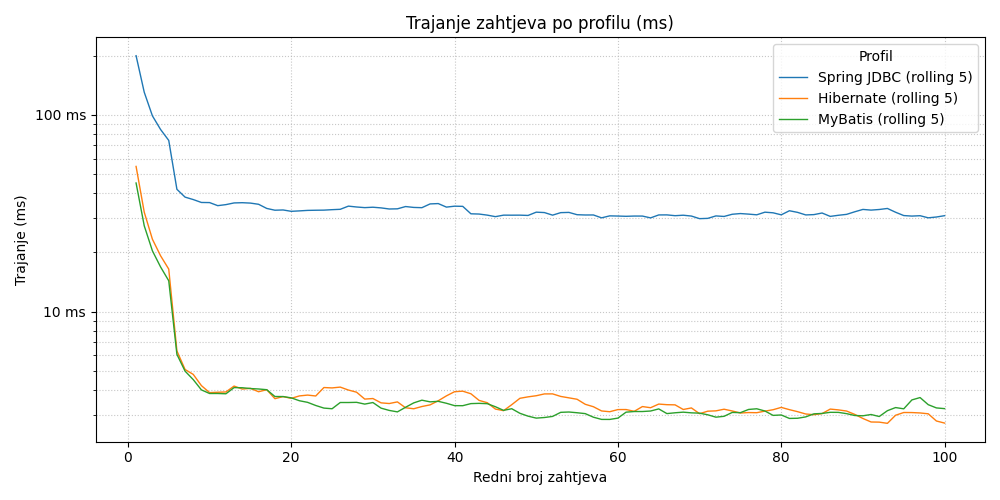 Trajanje zahtjeva po profilu (ms)
Profil
Spring JDBC (rolling 5)
Hibernate (rolling 5)
MyBatis (rolling 5)
100 ms
10 ms
Trajanje (ms)
0 20 40 60 80 100
Redni broj zahtjeva